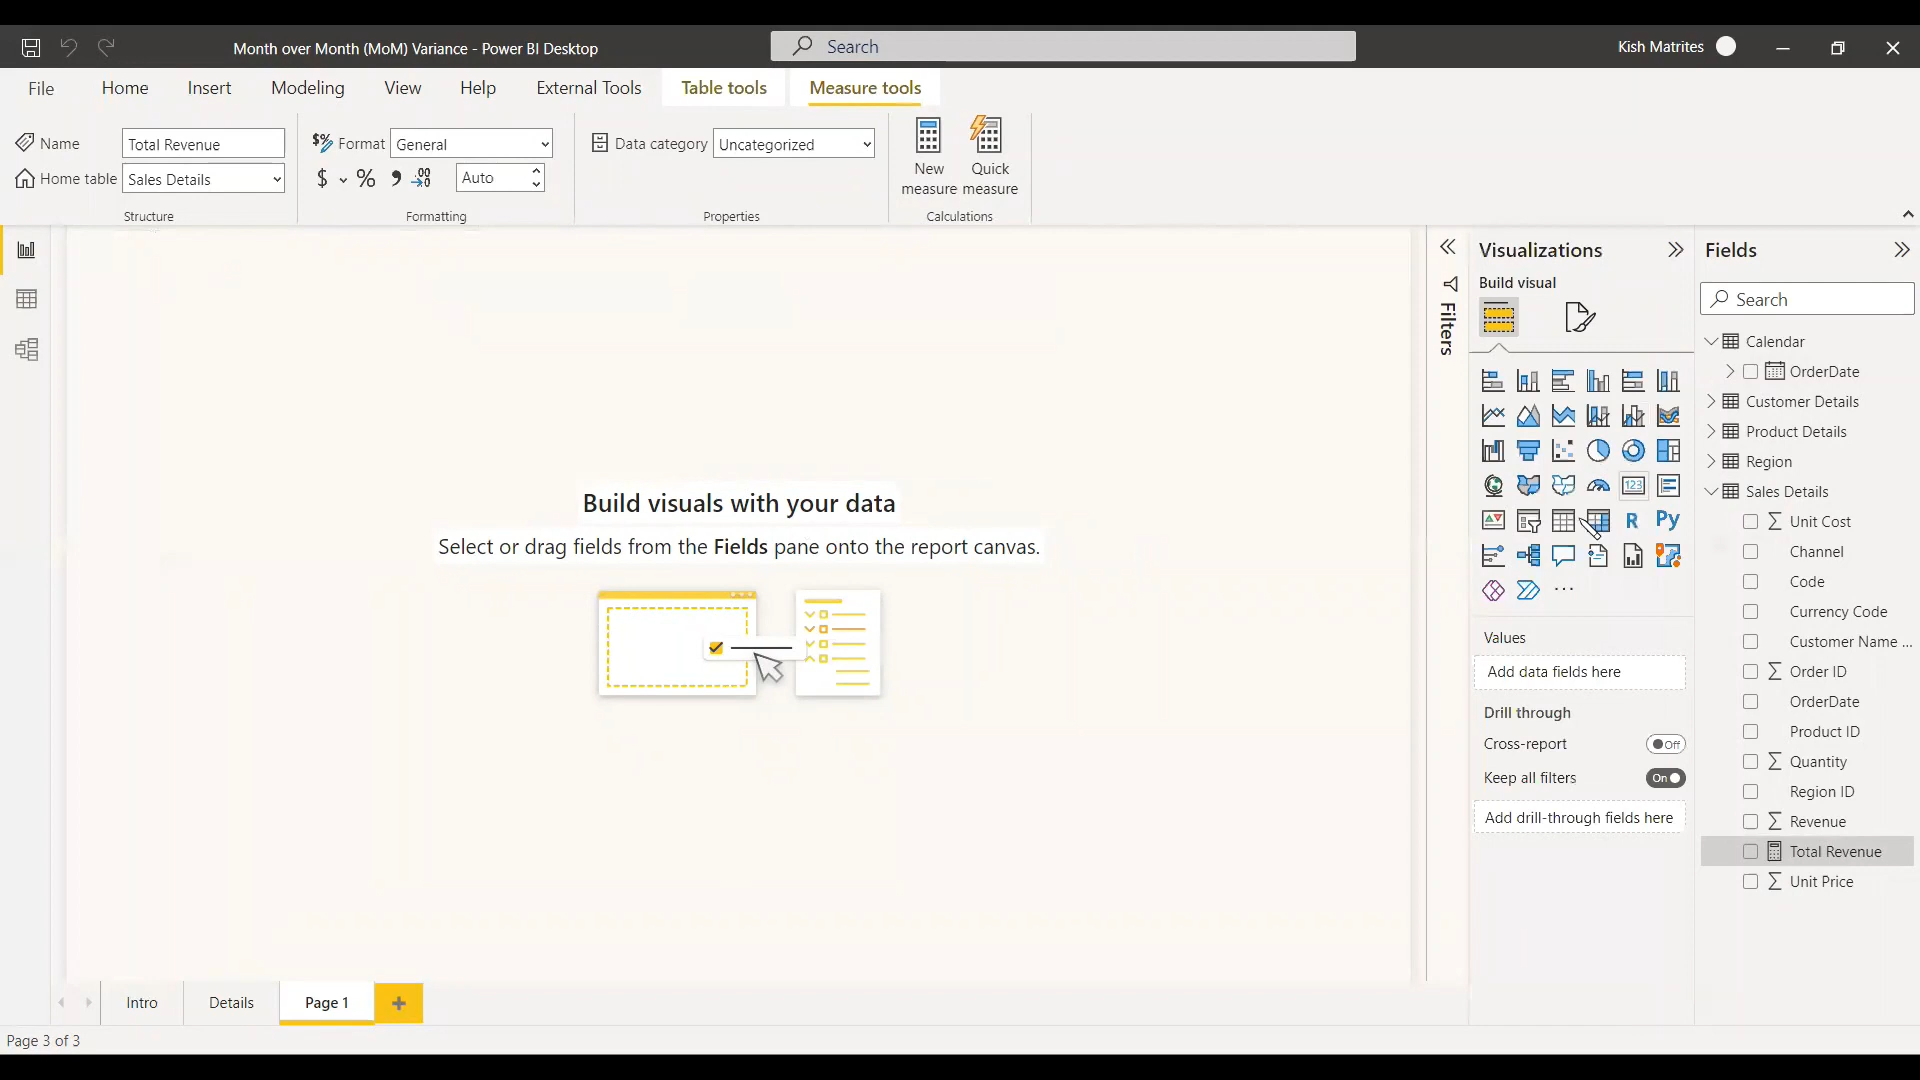 Month over Month (MoM) Variance - Power BI Desktop
Search
Kish Matrites
File
Home
Insert
Modeling
View
Help
External Tools
Table tools
Measure tools
Name
Total Revenue
Home table
Sales Details
Structure
$% Format
General
$
%
,
.00
Auto
Formatting
Data category
Uncategorized
Properties
New
measure
Quick
measure
Calculations
Build visuals with your data
Select or drag fields from the Fields pane onto the report canvas.
Filters
Visualizations
Build visual
123
R
Py
...
Values
Add data fields here
Drill through
Cross-report
Off
Keep all filters
On
Add drill-through fields here
Fields
Search
Calendar
OrderDate
Customer Details
Product Details
Region
Sales Details
Unit Cost
Channel
Code
Currency Code
Customer Name ...
Order ID
OrderDate
Product ID
Quantity
Region ID
Revenue
Total Revenue
Unit Price
Intro
Details
Page 1
Page 3 of 3